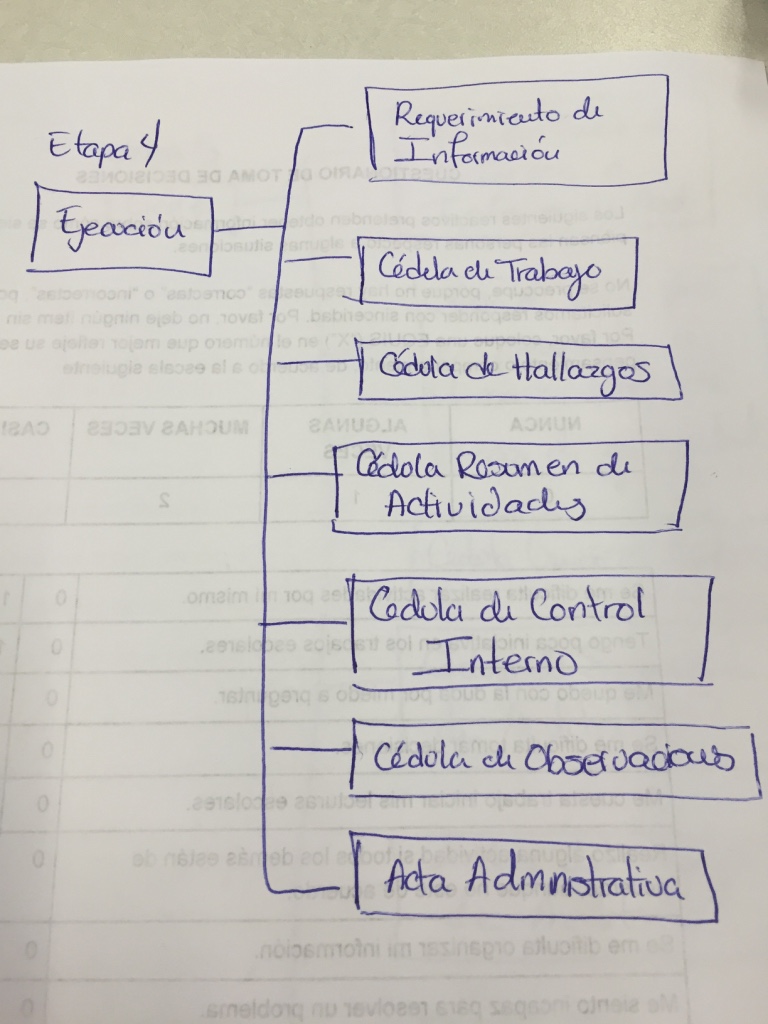 Etapa 4
Ejecución
Requerimiento de
Información
Cédula de Trabajo
Cédula de Hallazgos
Cédula Resumen de
Actividades
Cédula de Control
Interno
Cédula de Observaciones
Acta Administrativa